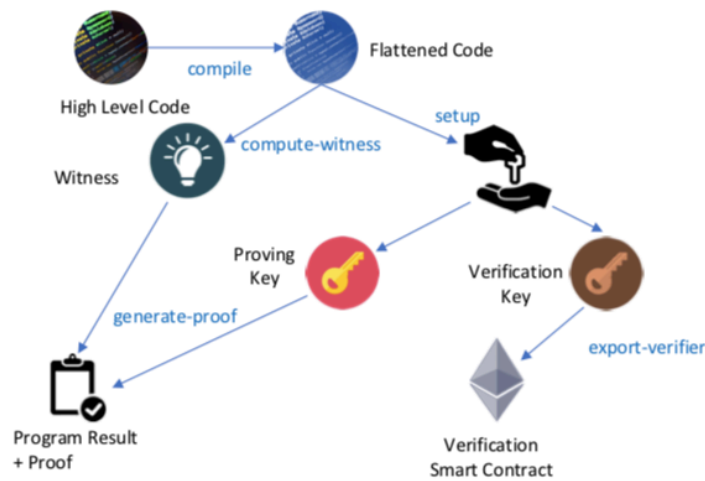 compile
Flattened Code
High Level Code
setup
compute-witness
Witness
Proving
Key
Verification
Key
generate-proof
export-verifier
Program Result
+ Proof
Verification
Smart Contract